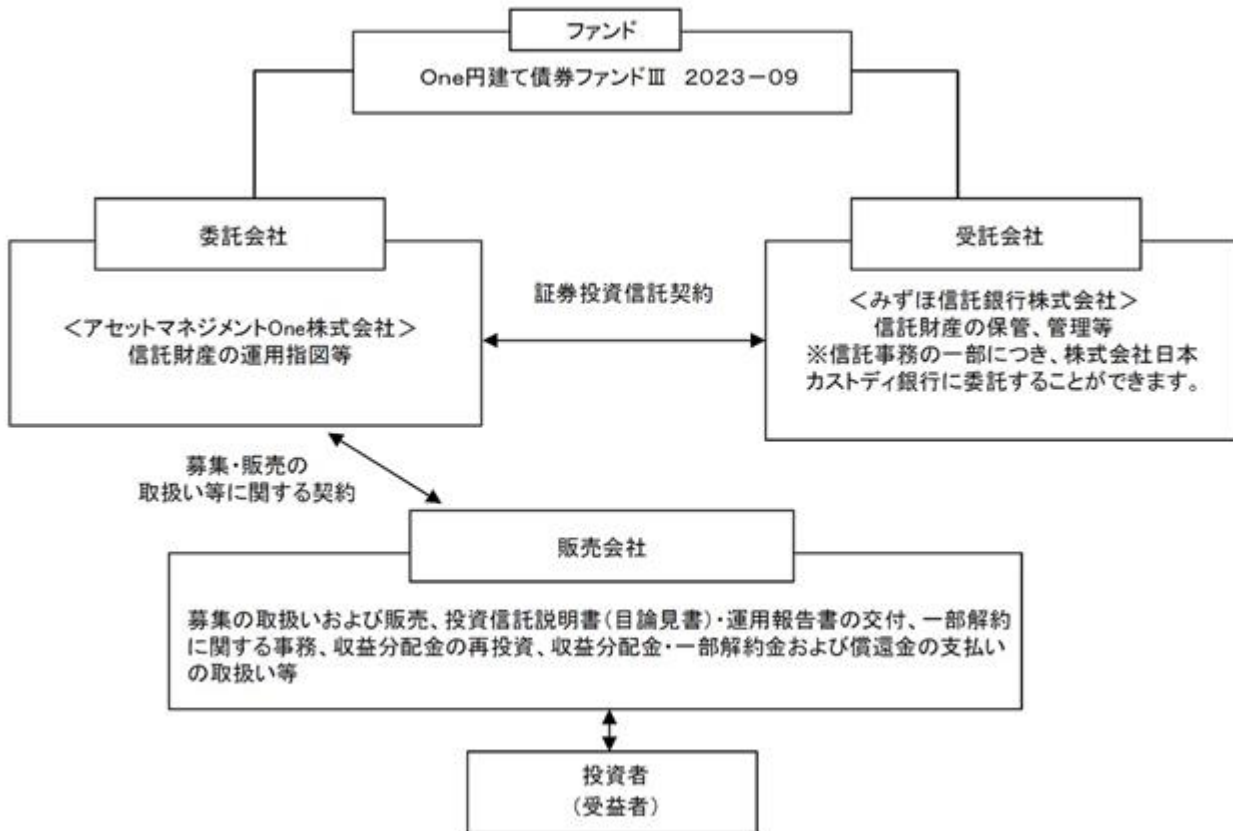 ファンド
One円建て債券ファンドⅢ 2023－09
委託会社
＜アセットマネジメントOne株式会社＞
信託財産の運用指図等
証券投資信託契約
受託会社
＜みずほ信託銀行株式会社＞
信託財産の保管、管理等
※信託事務の一部につき、株式会社日本
カストディ銀行に委託することができます。
募集・販売の
取扱い等に関する契約
販売会社
募集の取扱いおよび販売、投資信託説明書（目論見書）・運用報告書の交付、一部解約
に関する事務、収益分配金の再投資、収益分配金・一部解約金および償還金の支払い
の取扱い等
投資者
（受益者）